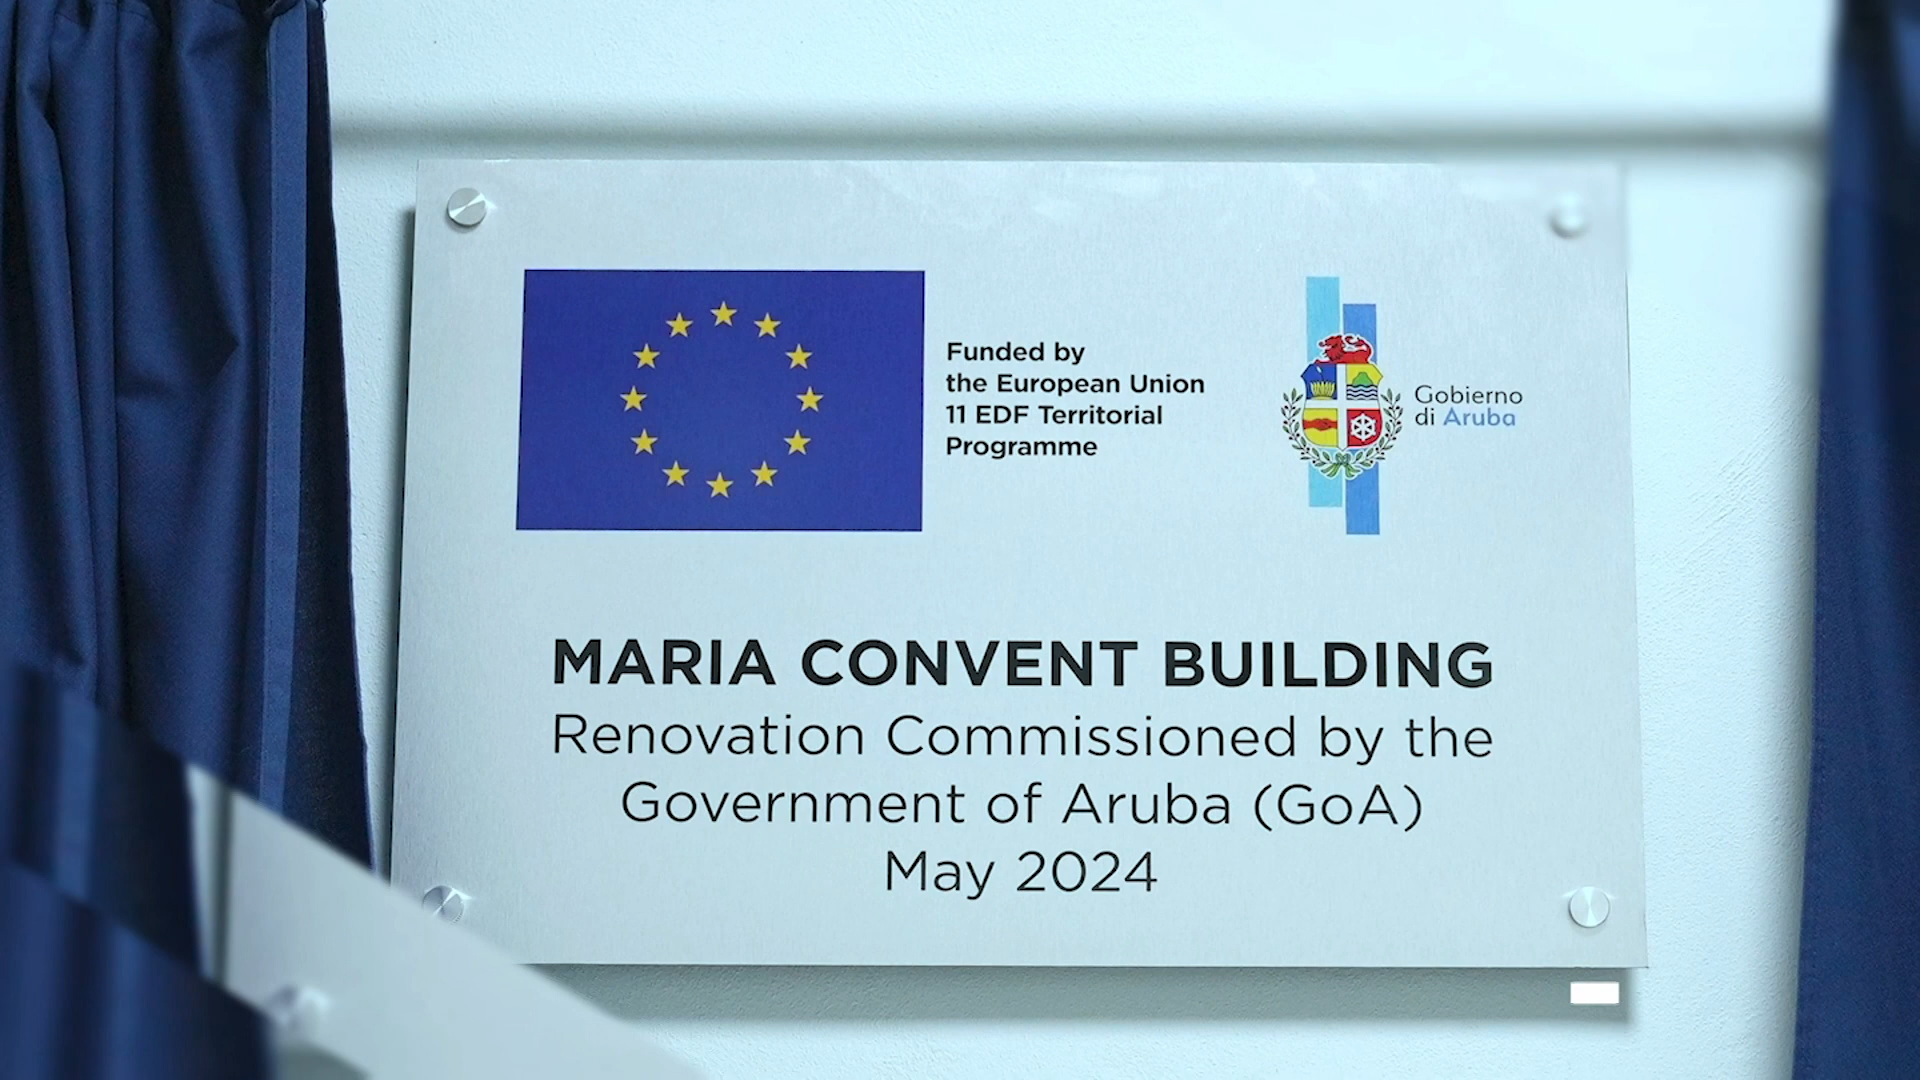 Funded by
the European Union
11 EDF Territorial
Programme
Gobierno
di Aruba
MARIA CONVENT BUILDING
Renovation Commissioned by the
Government of Aruba (GoA)
May 2024